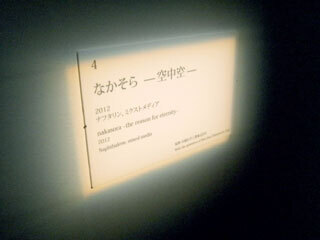 4
なかそら ―空中空―
2012
ナフタリン、ミクストメディア
nakasora -the reason for eternity-
2012
Naphthalene, mixed media